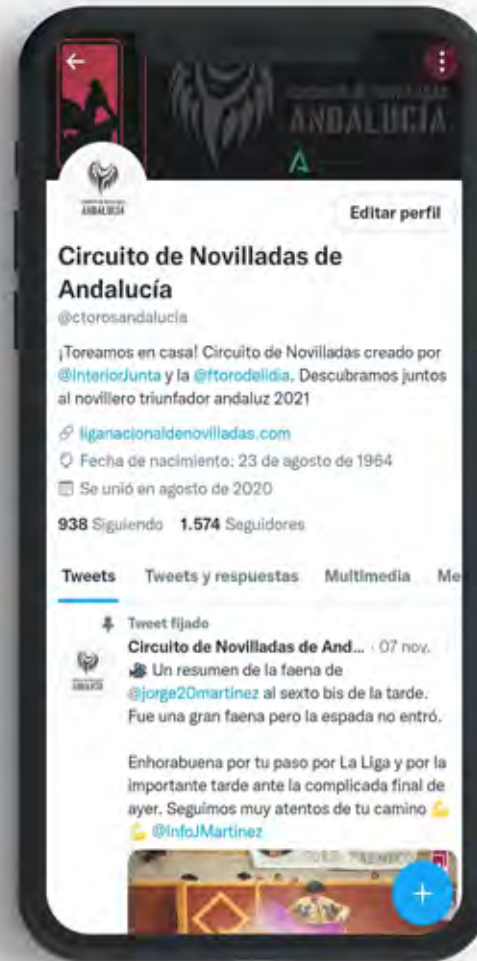 ANDALUCÍA
ANDALUCÍA
Editar perfil
Circuito de Novilladas de
Andalucía
@ctorosandalucia
¡Toreamos en casa! Circuito de Novilladas creado por
@InteriorJunta y la @ftorodelidia. Descubramos juntos
al novillero triunfador andaluz 2021
liganacionaldenovilladas.com
Fecha de nacimiento: 23 de agosto de 1964
Se unió en agosto de 2020
938 Siguiendo 1.574 Seguidores
Tweets Tweets y respuestas Multimedia Me
Tweet fijado
Circuito de Novilladas de And... · 07 nov.
Un resumen de la faena de
@jorge20martinez al sexto bis de la tarde.
Fue una gran faena pero la espada no entró.
Enhorabuena por tu paso por La Liga y por la
importante tarde ante la complicada final de
ayer. Seguimos muy atentos de tu camino 💪
💪 @InfoJMartinez